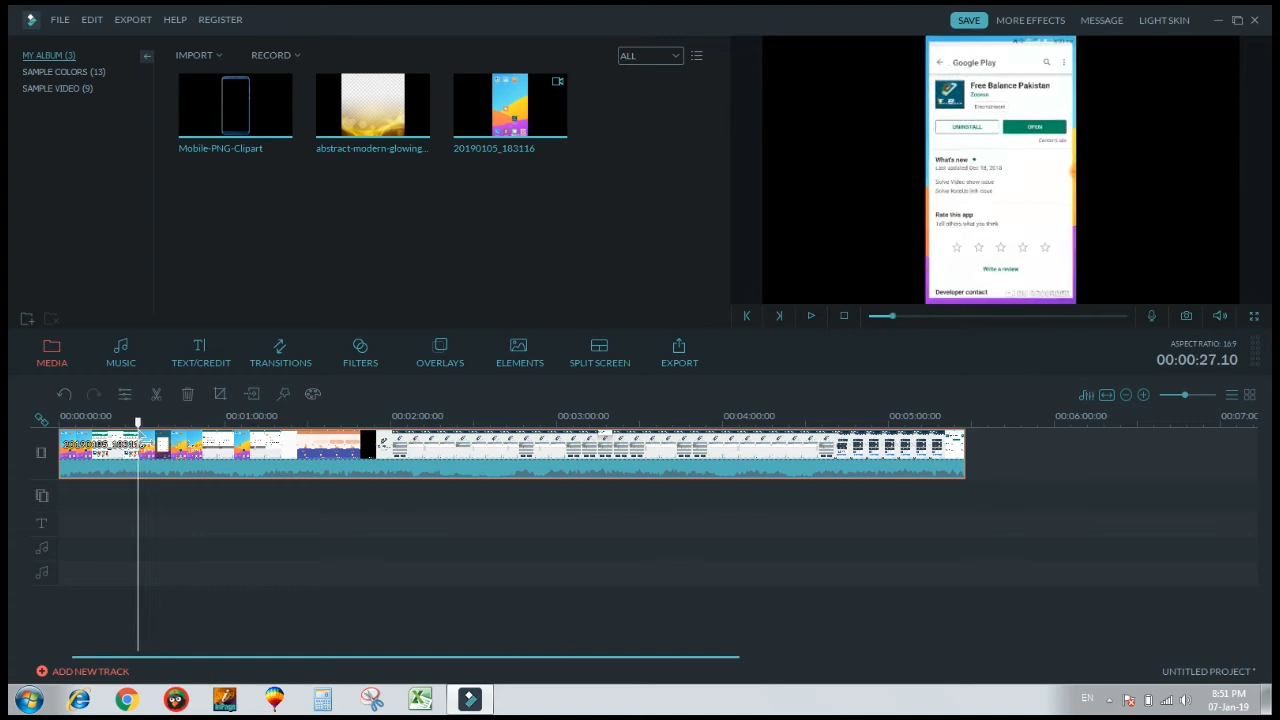 FILE EDIT EXPORT HELP REGISTER SAVE MORE EFFECTS MESSAGE LIGHT SKIN
MY ALBUM (3)
SAMPLE COLORS (13)
SAMPLE VIDEO (9)
IMPORT RECORD ALL
Mobile-PNG-Clipart abstract-modern-glowing... 20190105_183116
Google Play
Free Balance Pakistan
Entertainment
UNINSTALL OPEN
What's new
Last updated Dec 18, 2018
Solve Video show issue
Rate this app
Tell others what you think
Write a review
Developer contact
MEDIA MUSIC TEXT/CREDIT TRANSITIONS FILTERS OVERLAYS ELEMENTS SPLIT SCREEN EXPORT
ASPECT RATIO: 16:9
00:00:27.10
00:00:00:00 00:01:00:00 00:02:00:00 00:03:00:00 00:04:00:00 00:05:00:00 00:06:00:00 00:07:00
ADD NEW TRACK
UNTITLED PROJECT *
EN
8:51 PM
07-Jan-19